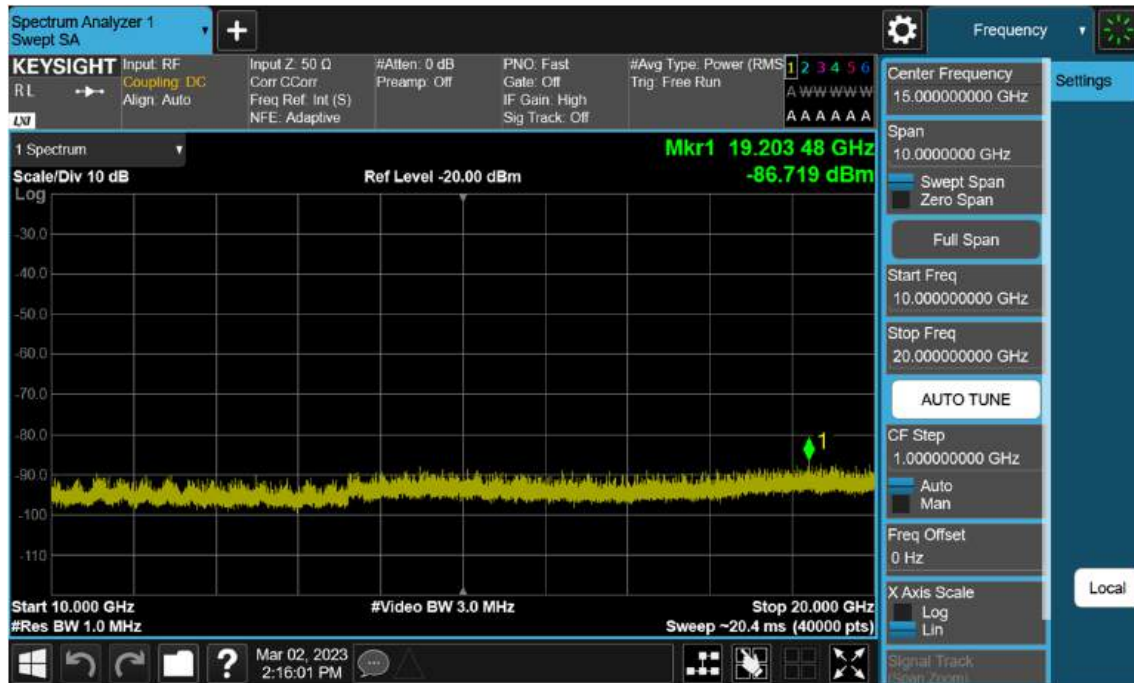 Spectrum Analyzer 1
Swept SA
Frequency
KEYSIGHT
RL
LXI
Input: RF
Coupling: DC
Align: Auto
Input Z: 50 Ω
Corr CCorr
Freq Ref: Int (S)
NFE: Adaptive
#Atten: 0 dB
Preamp: Off
PNO: Fast
Gate: Off
IF Gain: High
Sig Track: Off
#Avg Type: Power (RMS
Trig: Free Run
1 2 3 4 5 6
A W W W W W
A A A A A A
1 Spectrum
Scale/Div 10 dB
Ref Level -20.00 dBm
Mkr1 19.203 48 GHz
-86.719 dBm
Log
-30.0
-40.0
-50.0
-60.0
-70.0
-80.0
-90.0
-100
-110
1
Start 10.000 GHz
#Res BW 1.0 MHz
#Video BW 3.0 MHz
Stop 20.000 GHz
Sweep ~20.4 ms (40000 pts)
Mar 02, 2023
2:16:01 PM
Center Frequency
15.000000000 GHz
Span
10.0000000 GHz
Swept Span
Zero Span
Full Span
Start Freq
10.000000000 GHz
Stop Freq
20.000000000 GHz
AUTO TUNE
CF Step
1.000000000 GHz
Auto
Man
Freq Offset
0 Hz
X Axis Scale
Log
Lin
Signal Track
(Span Zoom)
Settings
Local